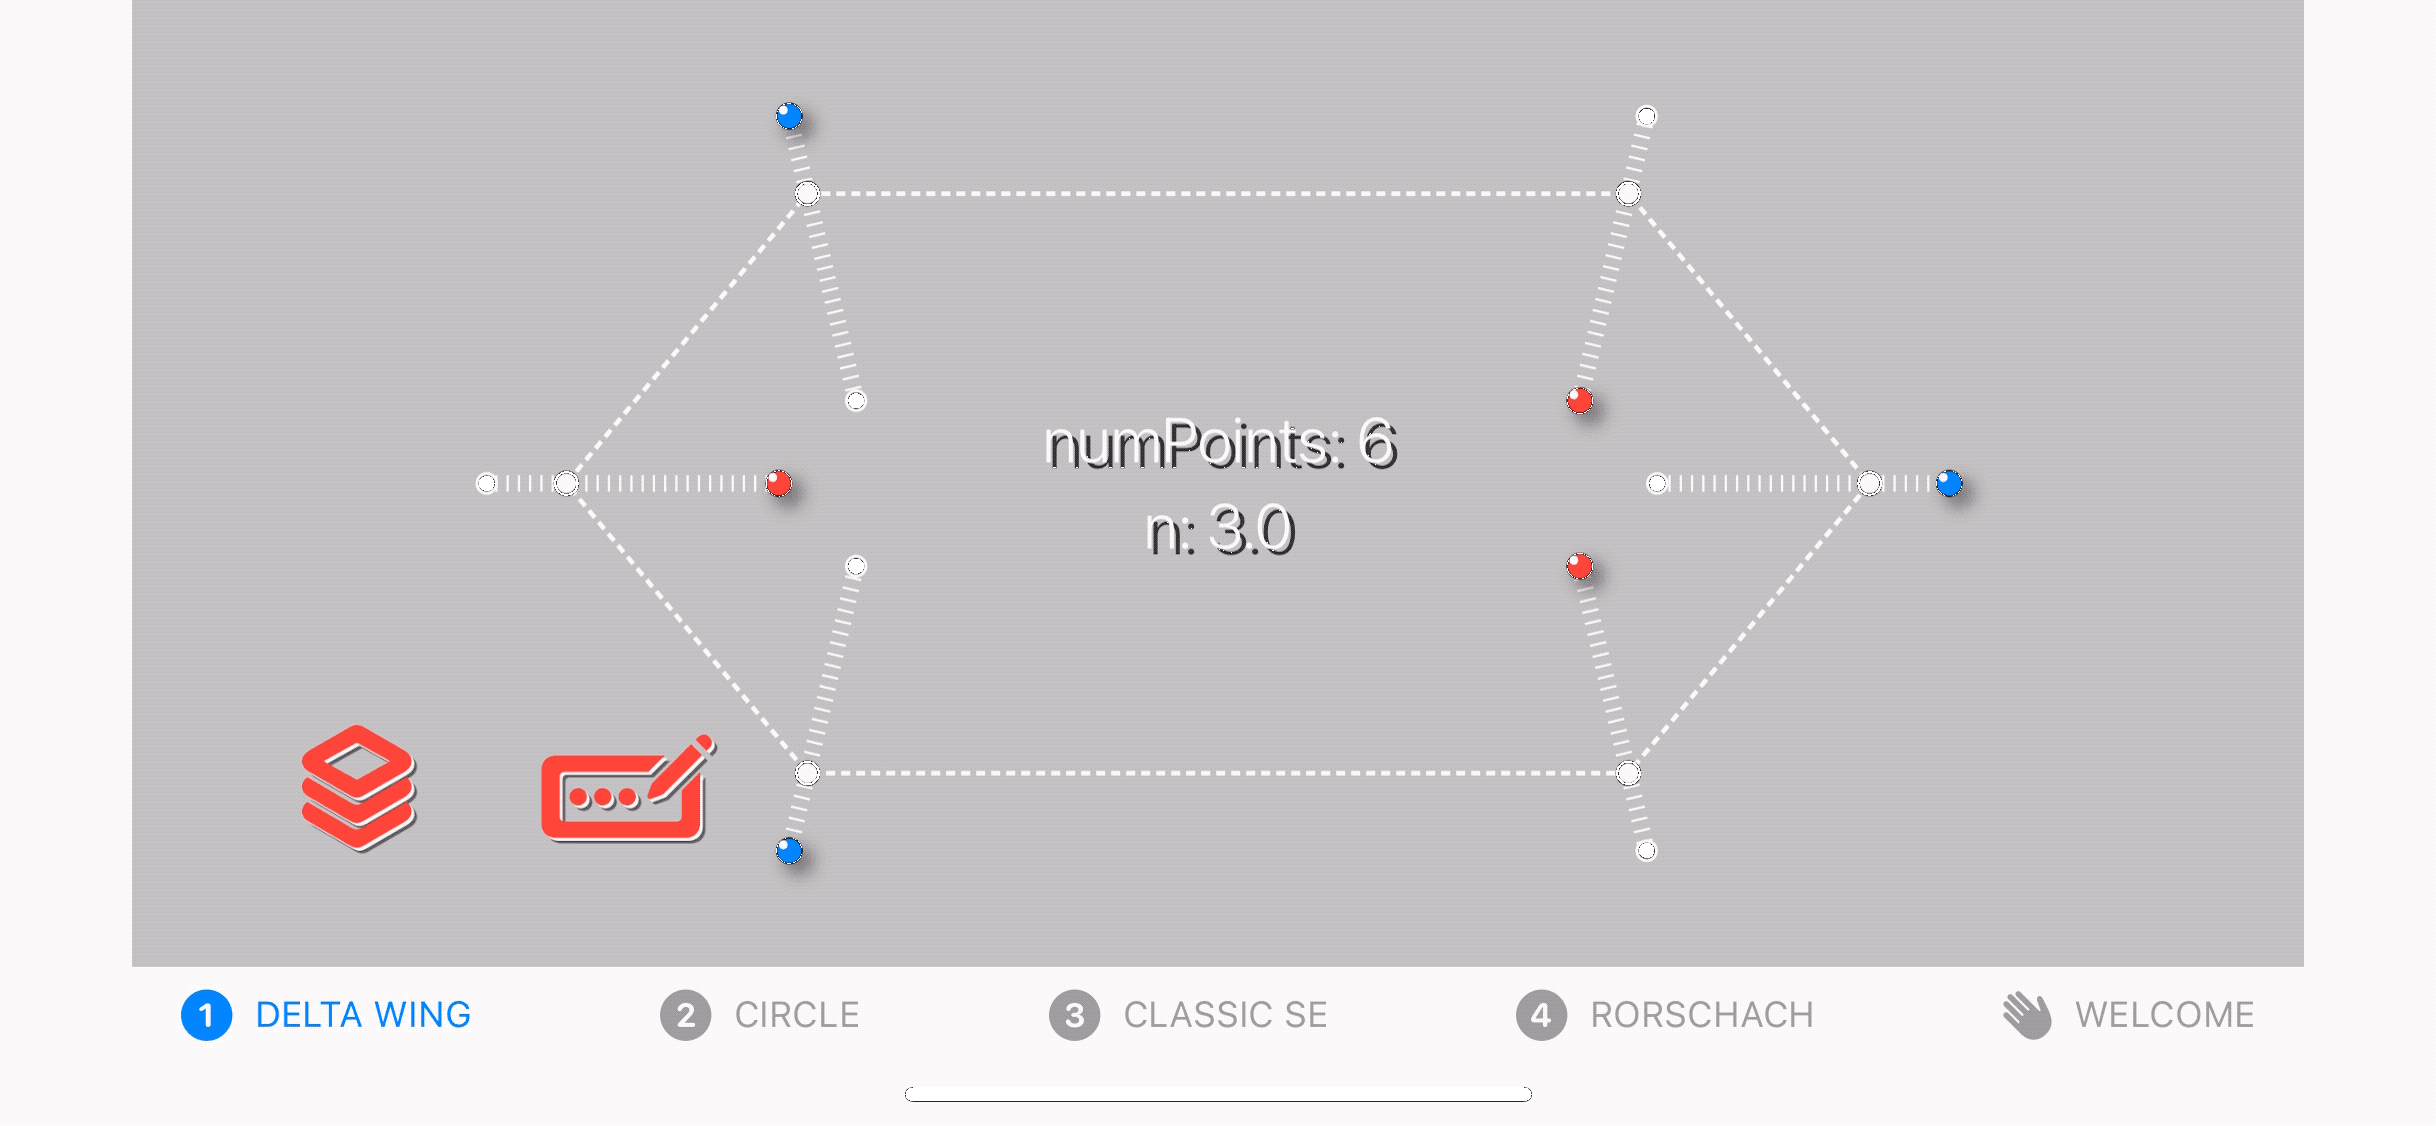 numPoints: 6
n: 3.0
1 DELTA WING 2 CIRCLE 3 CLASSIC SE 4 RORSCHACH WELCOME